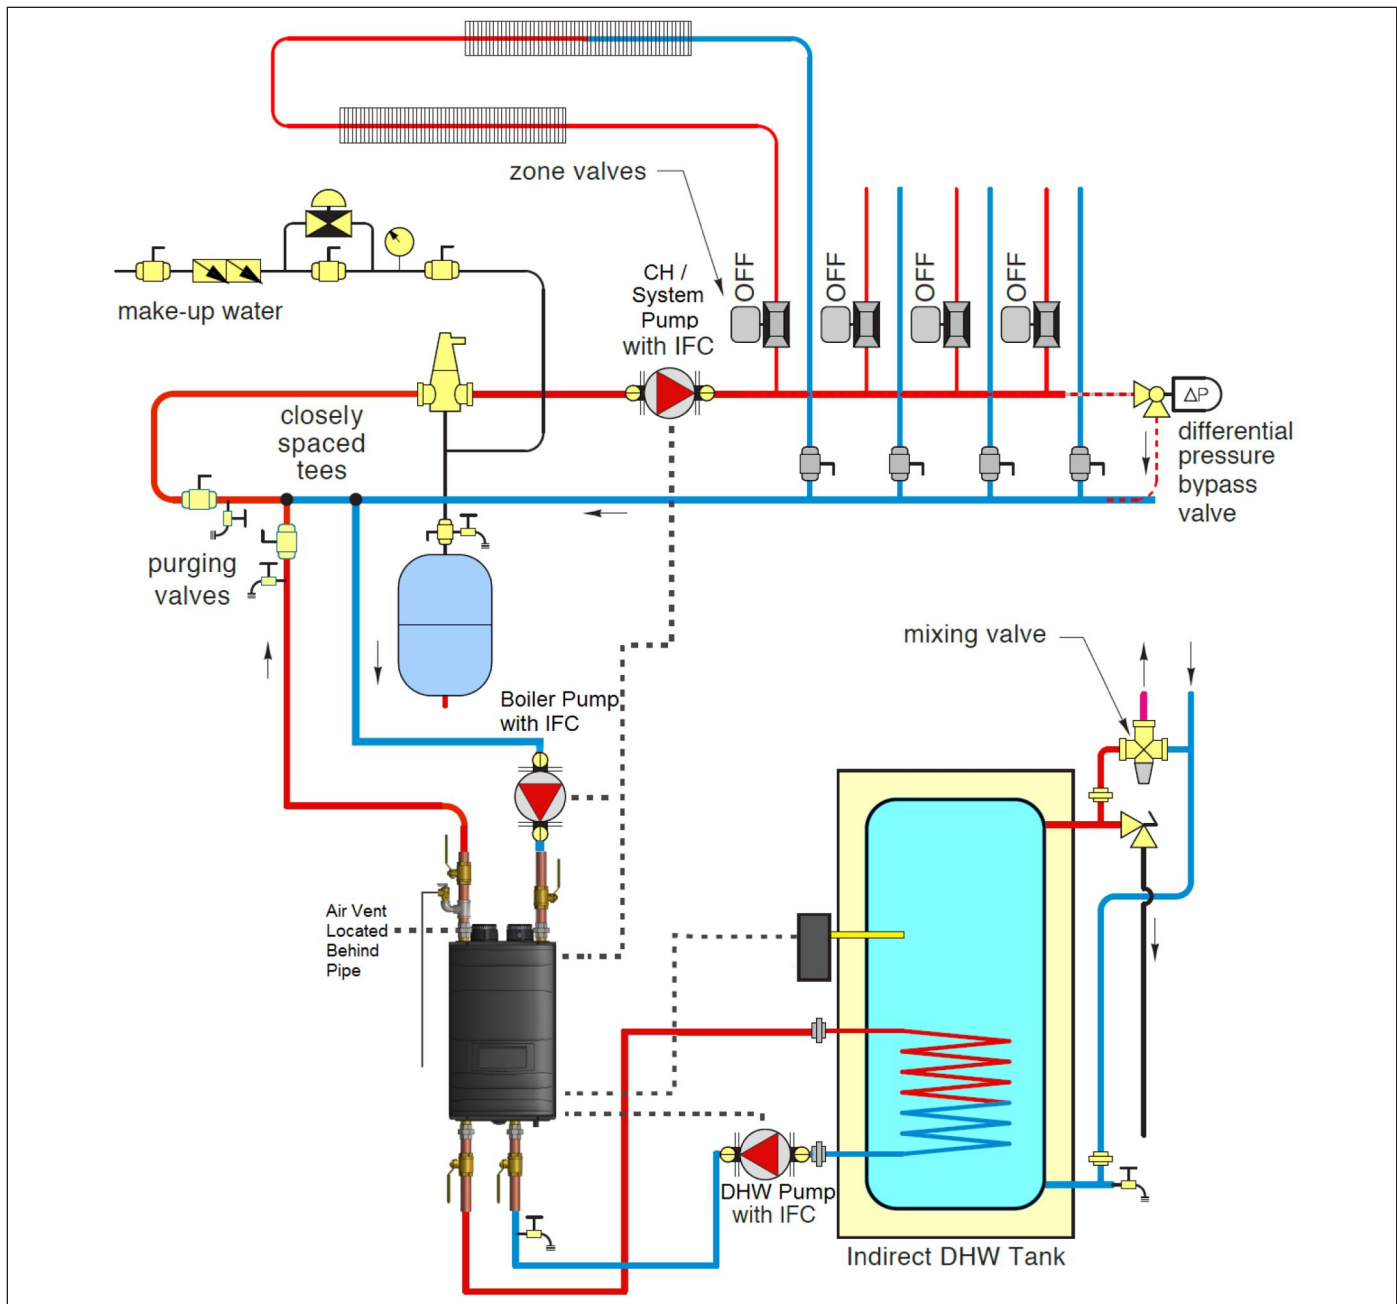 zone valves
make-up water
CH /
System
Pump
with IFC
OFF
OFF
OFF
OFF
ΔP
closely
spaced
tees
differential
pressure
bypass
valve
purging
valves
mixing valve
Boiler Pump
with IFC
Air Vent
Located
Behind
Pipe
DHW Pump
with IFC
Indirect DHW Tank